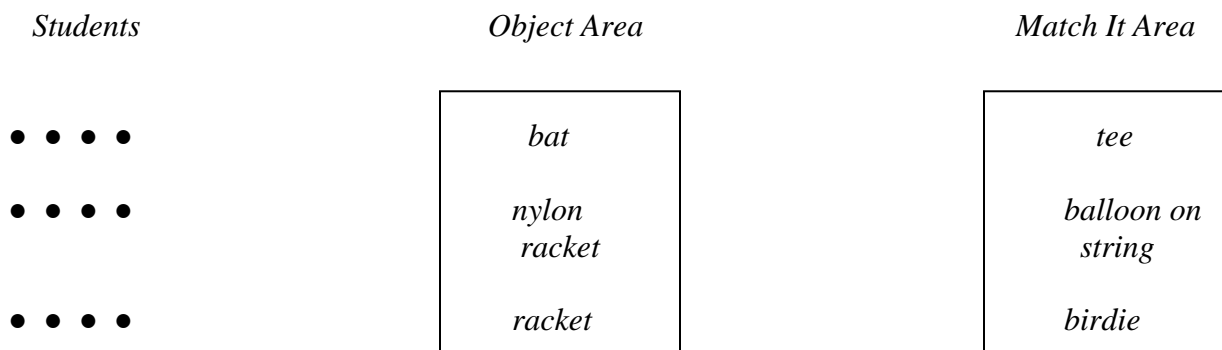 Students Object Area Match It Area
• • • • bat tee
• • • • nylon balloon on
racket string
• • • • racket birdie